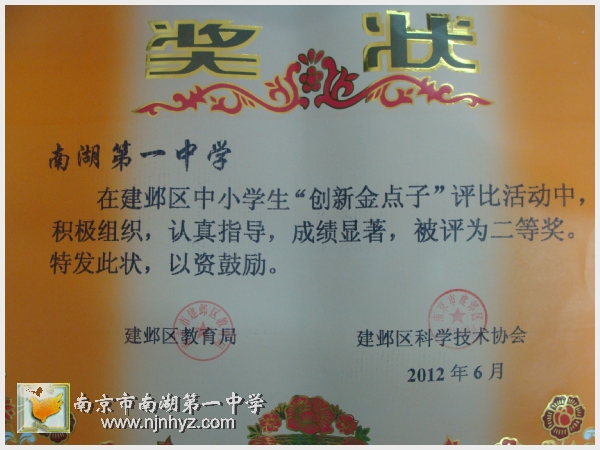 奖状
南湖第一中学
在建邺区中小学生“创新金点子”评比活动中，
积极组织，认真指导，成绩显著，被评为二等奖。
特发此状，以资鼓励。
建邺区教育局
建邺区科学技术协会
2012年6月
南京市南湖第一中学
www.njnhyz.com